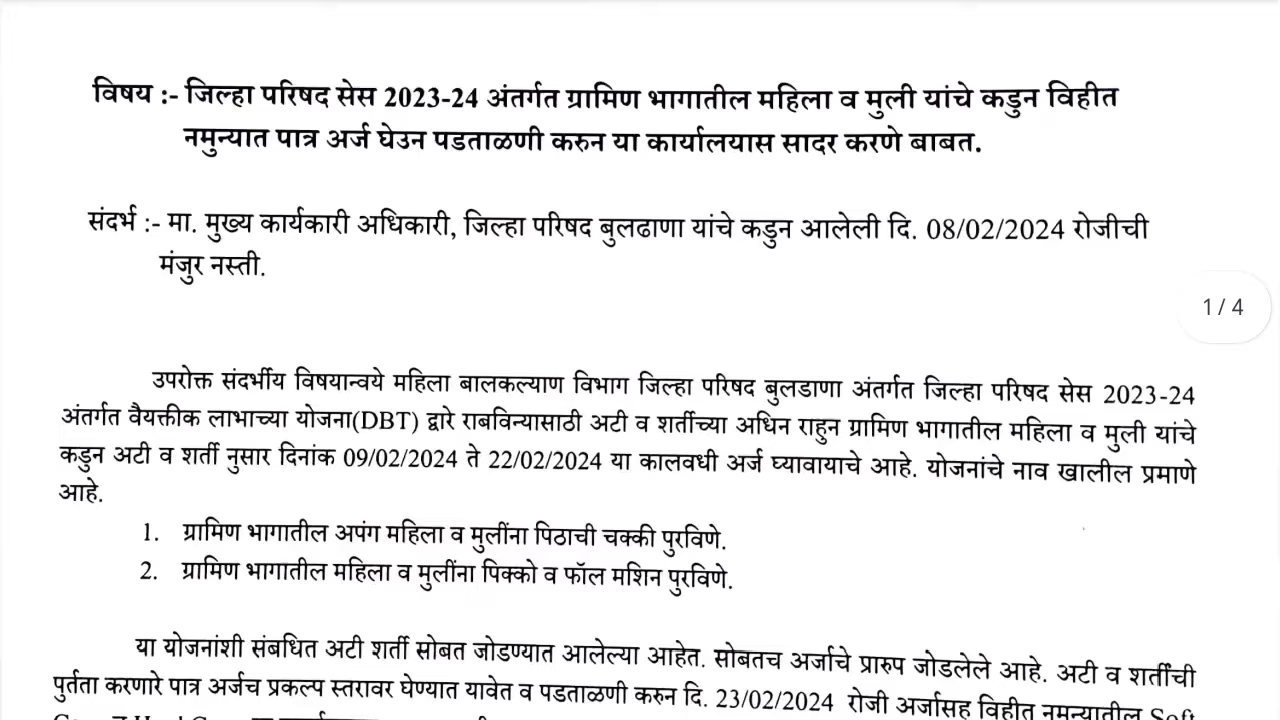 विषय :- जिल्हा परिषद सेस 2023-24 अंतर्गत ग्रामिण भागातील महिला व मुली यांचे कडुन विहीत
नमुन्यात पात्र अर्ज घेउन पडताळणी करुन या कार्यालयास सादर करणे बाबत.
संदर्भ :- मा. मुख्य कार्यकारी अधिकारी, जिल्हा परिषद बुलढाणा यांचे कडुन आलेली दि. 08/02/2024 रोजीची
मंजुर नस्ती.
1 / 4
उपरोक्त संदर्भीय विषयान्वये महिला बालकल्याण विभाग जिल्हा परिषद बुलडाणा अंतर्गत जिल्हा परिषद सेस 2023-24
अंतर्गत वैयक्तीक लाभाच्या योजना(DBT) द्वारे राबविन्यासाठी अटी व शर्तीच्या अधिन राहुन ग्रामिण भागातील महिला व मुली यांचे
कडुन अटी व शर्ती नुसार दिनांक 09/02/2024 ते 22/02/2024 या कालवधी अर्ज घ्यावायाचे आहे. योजनांचे नाव खालील प्रमाणे
आहे.
1. ग्रामिण भागातील अपंग महिला व मुलींना पिठाची चक्की पुरविणे.
2. ग्रामिण भागातील महिला व मुलींना पिक्को व फॉल मशिन पुरविणे.
या योजनांशी संबधित अटी शर्ती सोबत जोडण्यात आलेल्या आहेत. सोबतच अर्जाचे प्रारुप जोडलेले आहे. अटी व शर्तींची
पुर्तता करणारे पात्र अर्जच प्रकल्प स्तरावर घेण्यात यावेत व पडताळणी करुन दि. 23/02/2024 रोजी अर्जासह विहीत नमुन्यातील Soft